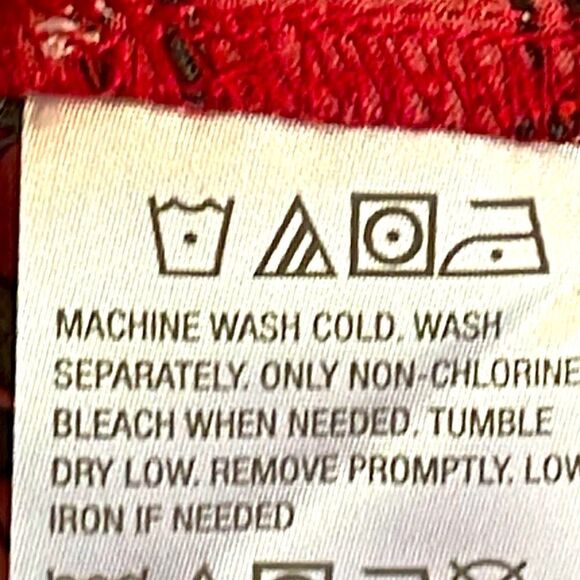 MACHINE WASH COLD. WASH
SEPARATELY. ONLY NON-CHLORINE
BLEACH WHEN NEEDED. TUMBLE
DRY LOW. REMOVE PROMPTLY. LOW
IRON IF NEEDED